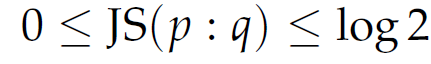 0 ≤ JS(p : q) ≤ log 2